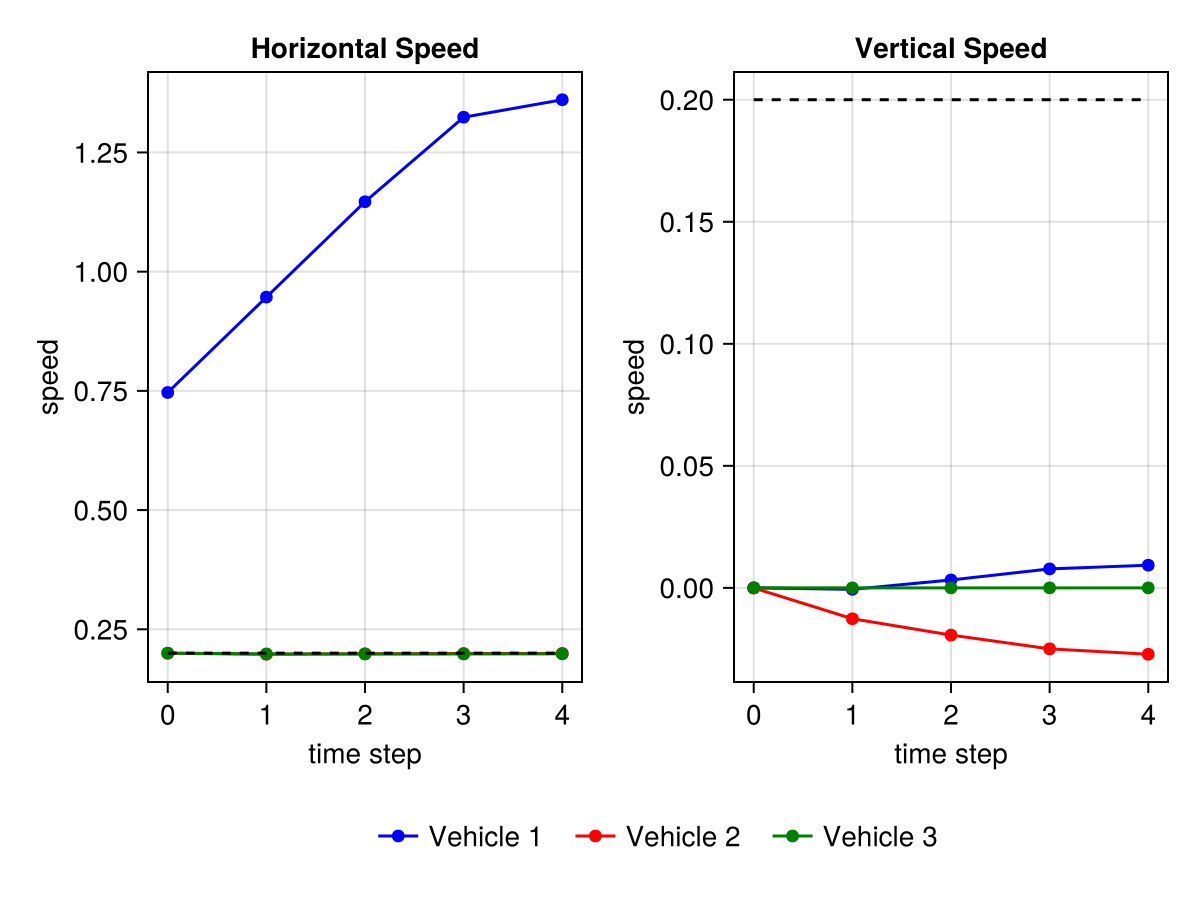 Horizontal Speed
1.25
1.00
0.75
0.50
0.25
speed
0 1 2 3 4
time step
Vertical Speed
0.20
0.15
0.10
0.05
0.00
speed
0 1 2 3 4
time step
Vehicle 1 Vehicle 2 Vehicle 3